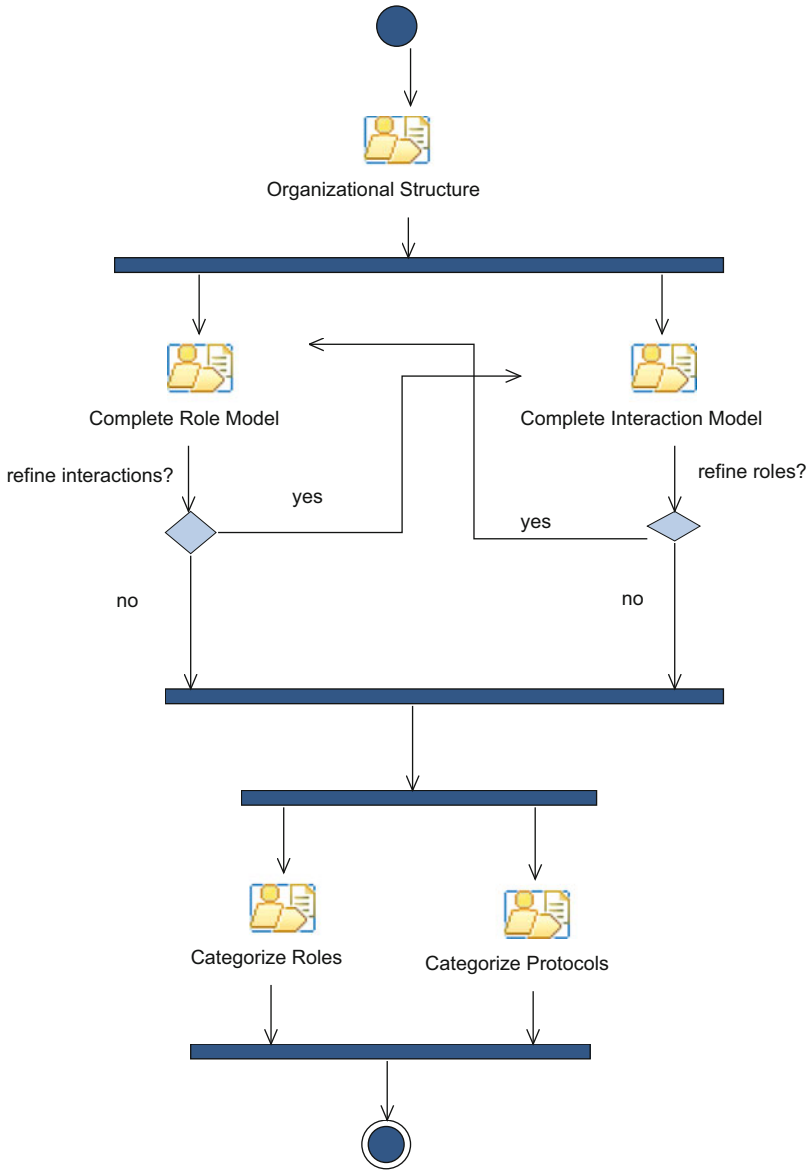 Organizational Structure
Complete Role Model
Complete Interaction Model
refine interactions?
refine roles?
yes
yes
no
no
Categorize Roles
Categorize Protocols